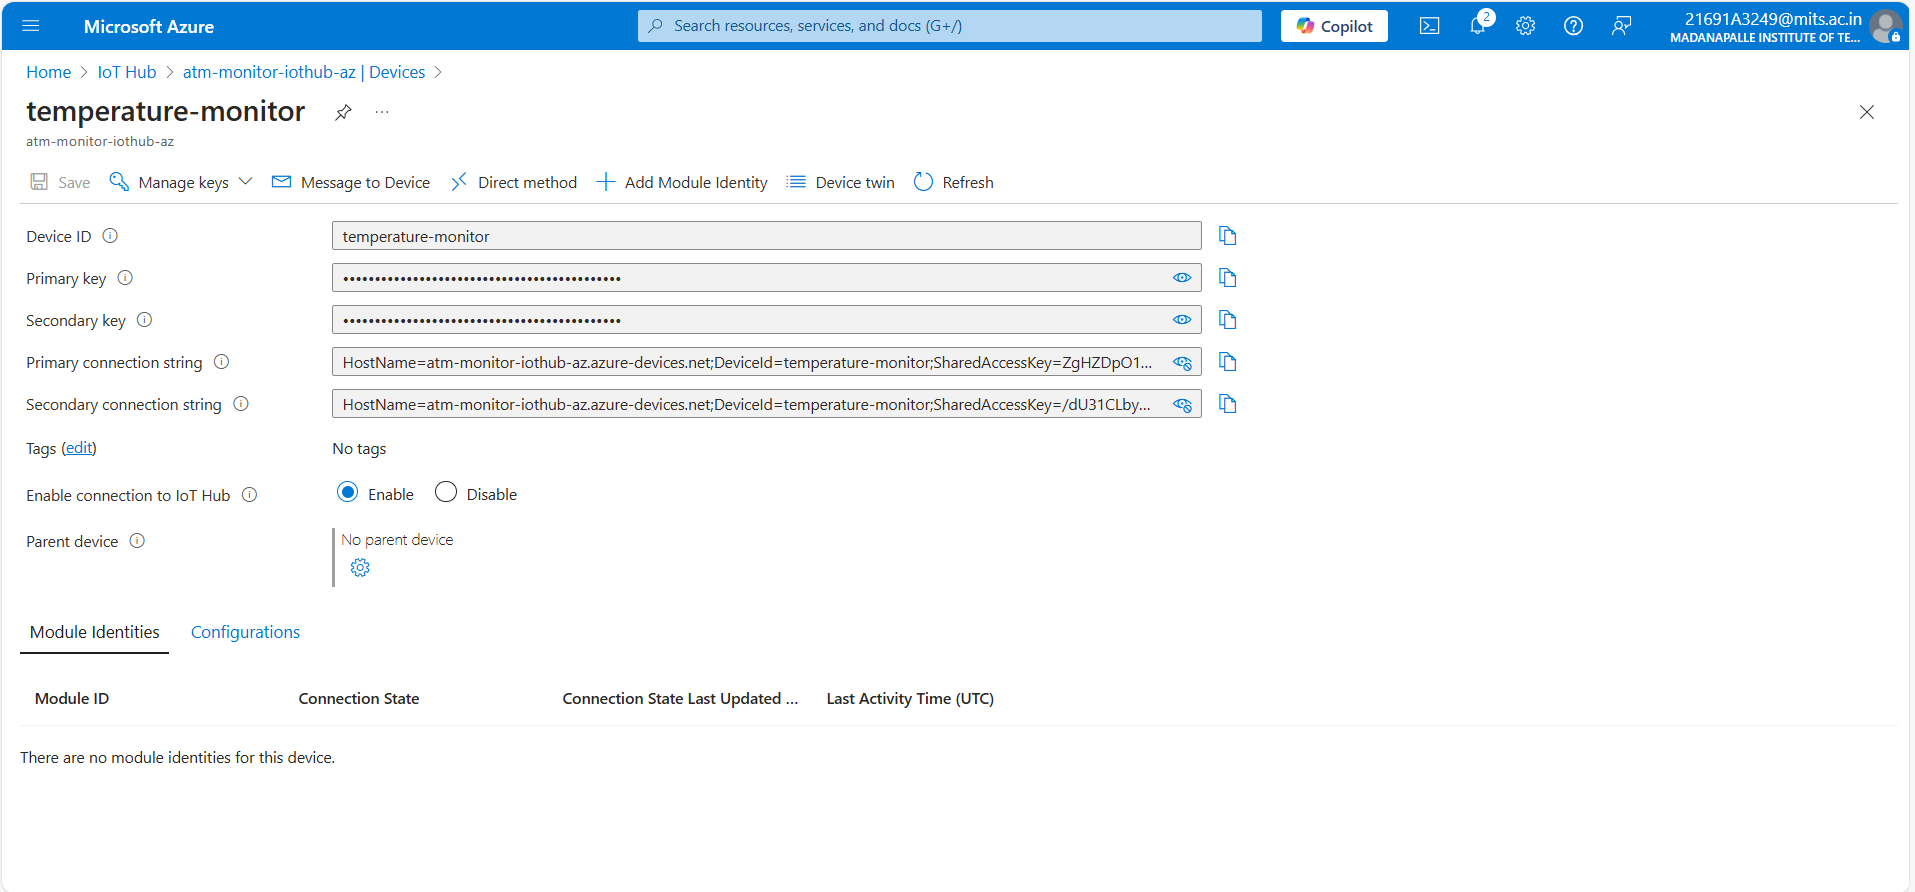 Microsoft Azure
Search resources, services, and docs (G+/)
Copilot
2
21691A3249@mits.ac.in
MADANAPALLE INSTITUTE OF TE...
Home > IoT Hub > atm-monitor-iothub-az | Devices >
temperature-monitor
...
atm-monitor-iothub-az
Save
Manage keys
Message to Device
Direct method
Add Module Identity
Device twin
Refresh
Device ID
temperature-monitor
Primary key
••••••••••••••••••••••••••••••••••••••••••••
Secondary key
••••••••••••••••••••••••••••••••••••••••••••
Primary connection string
HostName=atm-monitor-iothub-az.azure-devices.net;DeviceId=temperature-monitor;SharedAccessKey=ZgHZDpO1...
Secondary connection string
HostName=atm-monitor-iothub-az.azure-devices.net;DeviceId=temperature-monitor;SharedAccessKey=/dU31CLby...
Tags (edit)
No tags
Enable connection to IoT Hub
Enable
Disable
Parent device
No parent device
Module Identities
Configurations
Module ID
Connection State
Connection State Last Updated ...
Last Activity Time (UTC)
There are no module identities for this device.